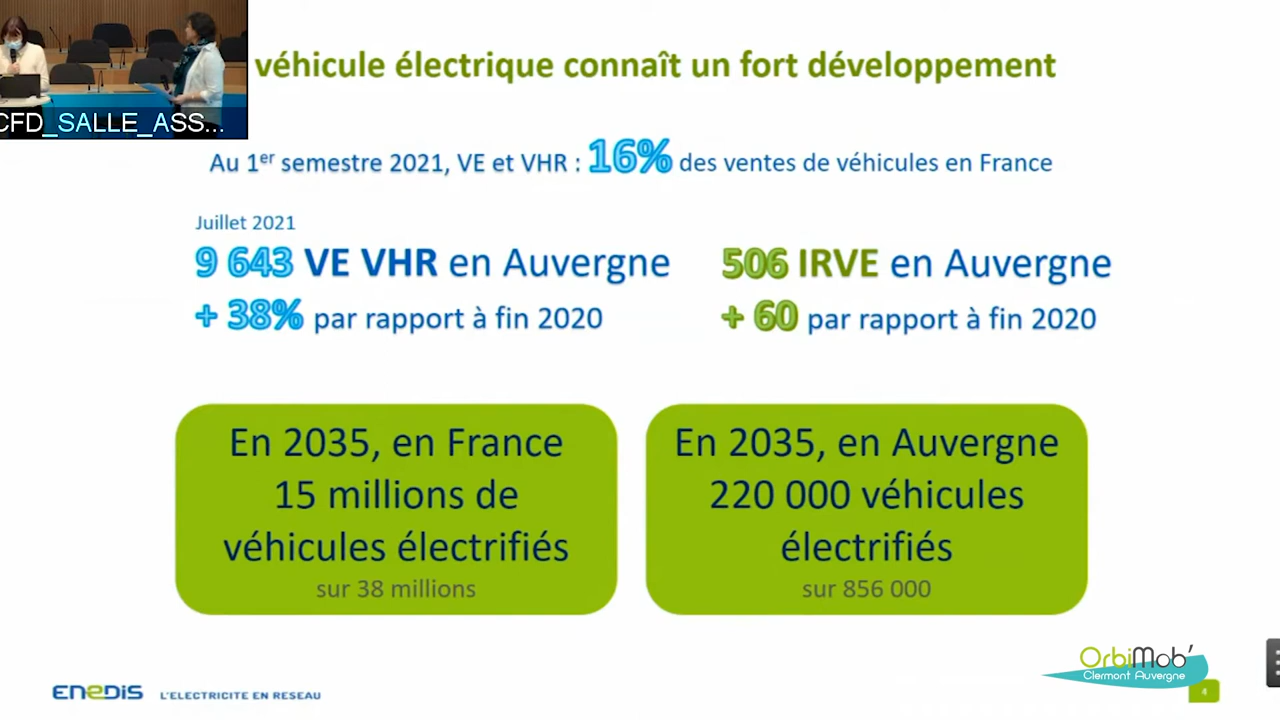 véhicule électrique connaît un fort développement
CFD_SALLE_ASS...
Au 1er semestre 2021, VE et VHR : 16% des ventes de véhicules en France
Juillet 2021
9 643 VE VHR en Auvergne
+ 38% par rapport à fin 2020
506 IRVE en Auvergne
+ 60 par rapport à fin 2020
En 2035, en France
15 millions de
véhicules électrifiés
sur 38 millions
En 2035, en Auvergne
220 000 véhicules
électrifiés
sur 856 000
ENEDIS
L'ELECTRICITE EN RESEAU
OrbiMob'
Clermont Auvergne
4